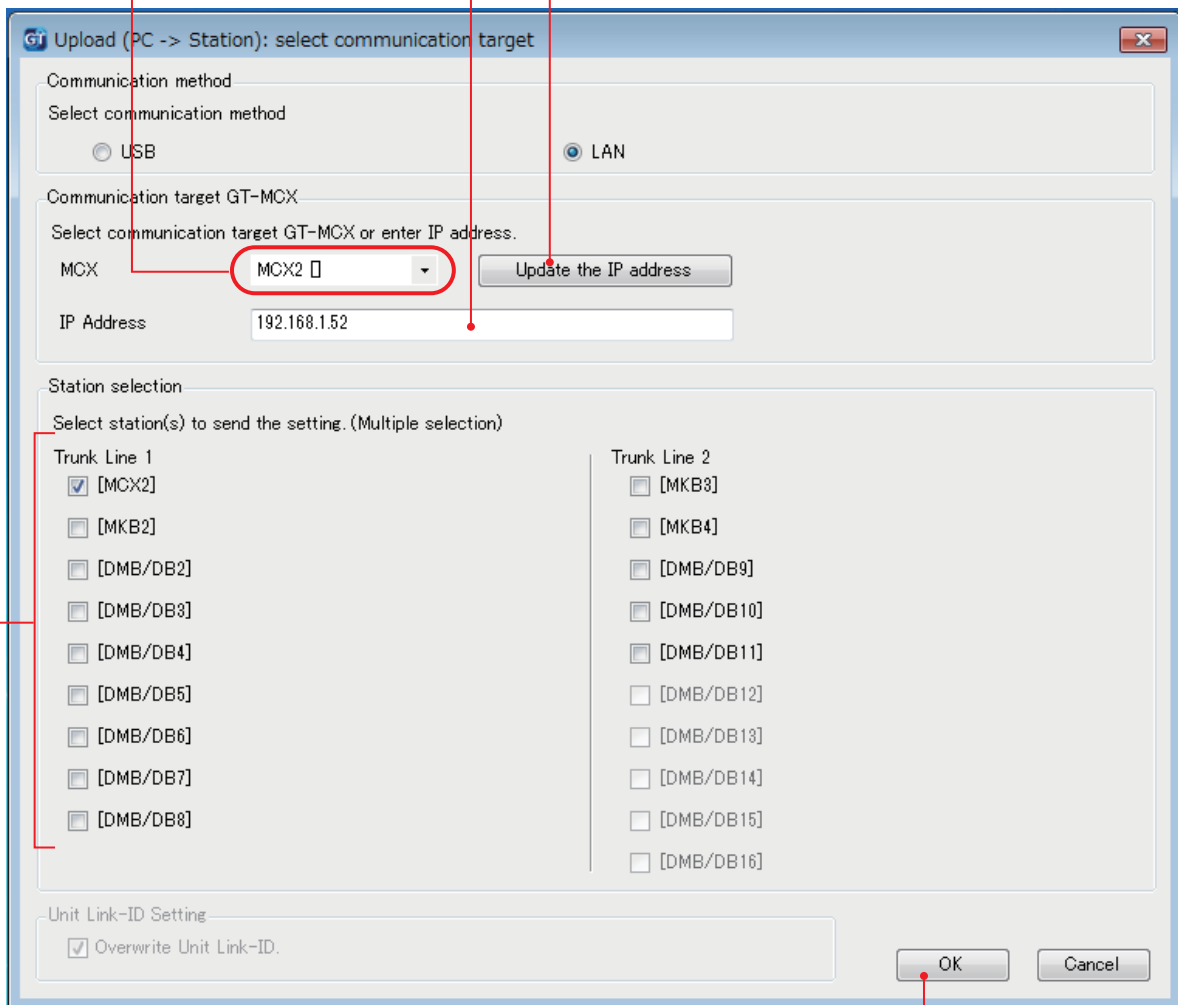 GT Upload (PC -> Station): select communication target
Communication method
Select communication method
USB
LAN
Communication target GT-MCX
Select communication target GT-MCX or enter IP address.
MCX
MCX2 []
Update the IP address
IP Address
192.168.1.52
Station selection
Select station(s) to send the setting. (Multiple selection)
Trunk Line 1
[MCX2]
[MKB2]
[DMB/DB2]
[DMB/DB3]
[DMB/DB4]
[DMB/DB5]
[DMB/DB6]
[DMB/DB7]
[DMB/DB8]
Trunk Line 2
[MKB3]
[MKB4]
[DMB/DB9]
[DMB/DB10]
[DMB/DB11]
[DMB/DB12]
[DMB/DB13]
[DMB/DB14]
[DMB/DB15]
[DMB/DB16]
Unit Link-ID Setting
Overwrite Unit Link-ID.
OK
Cancel